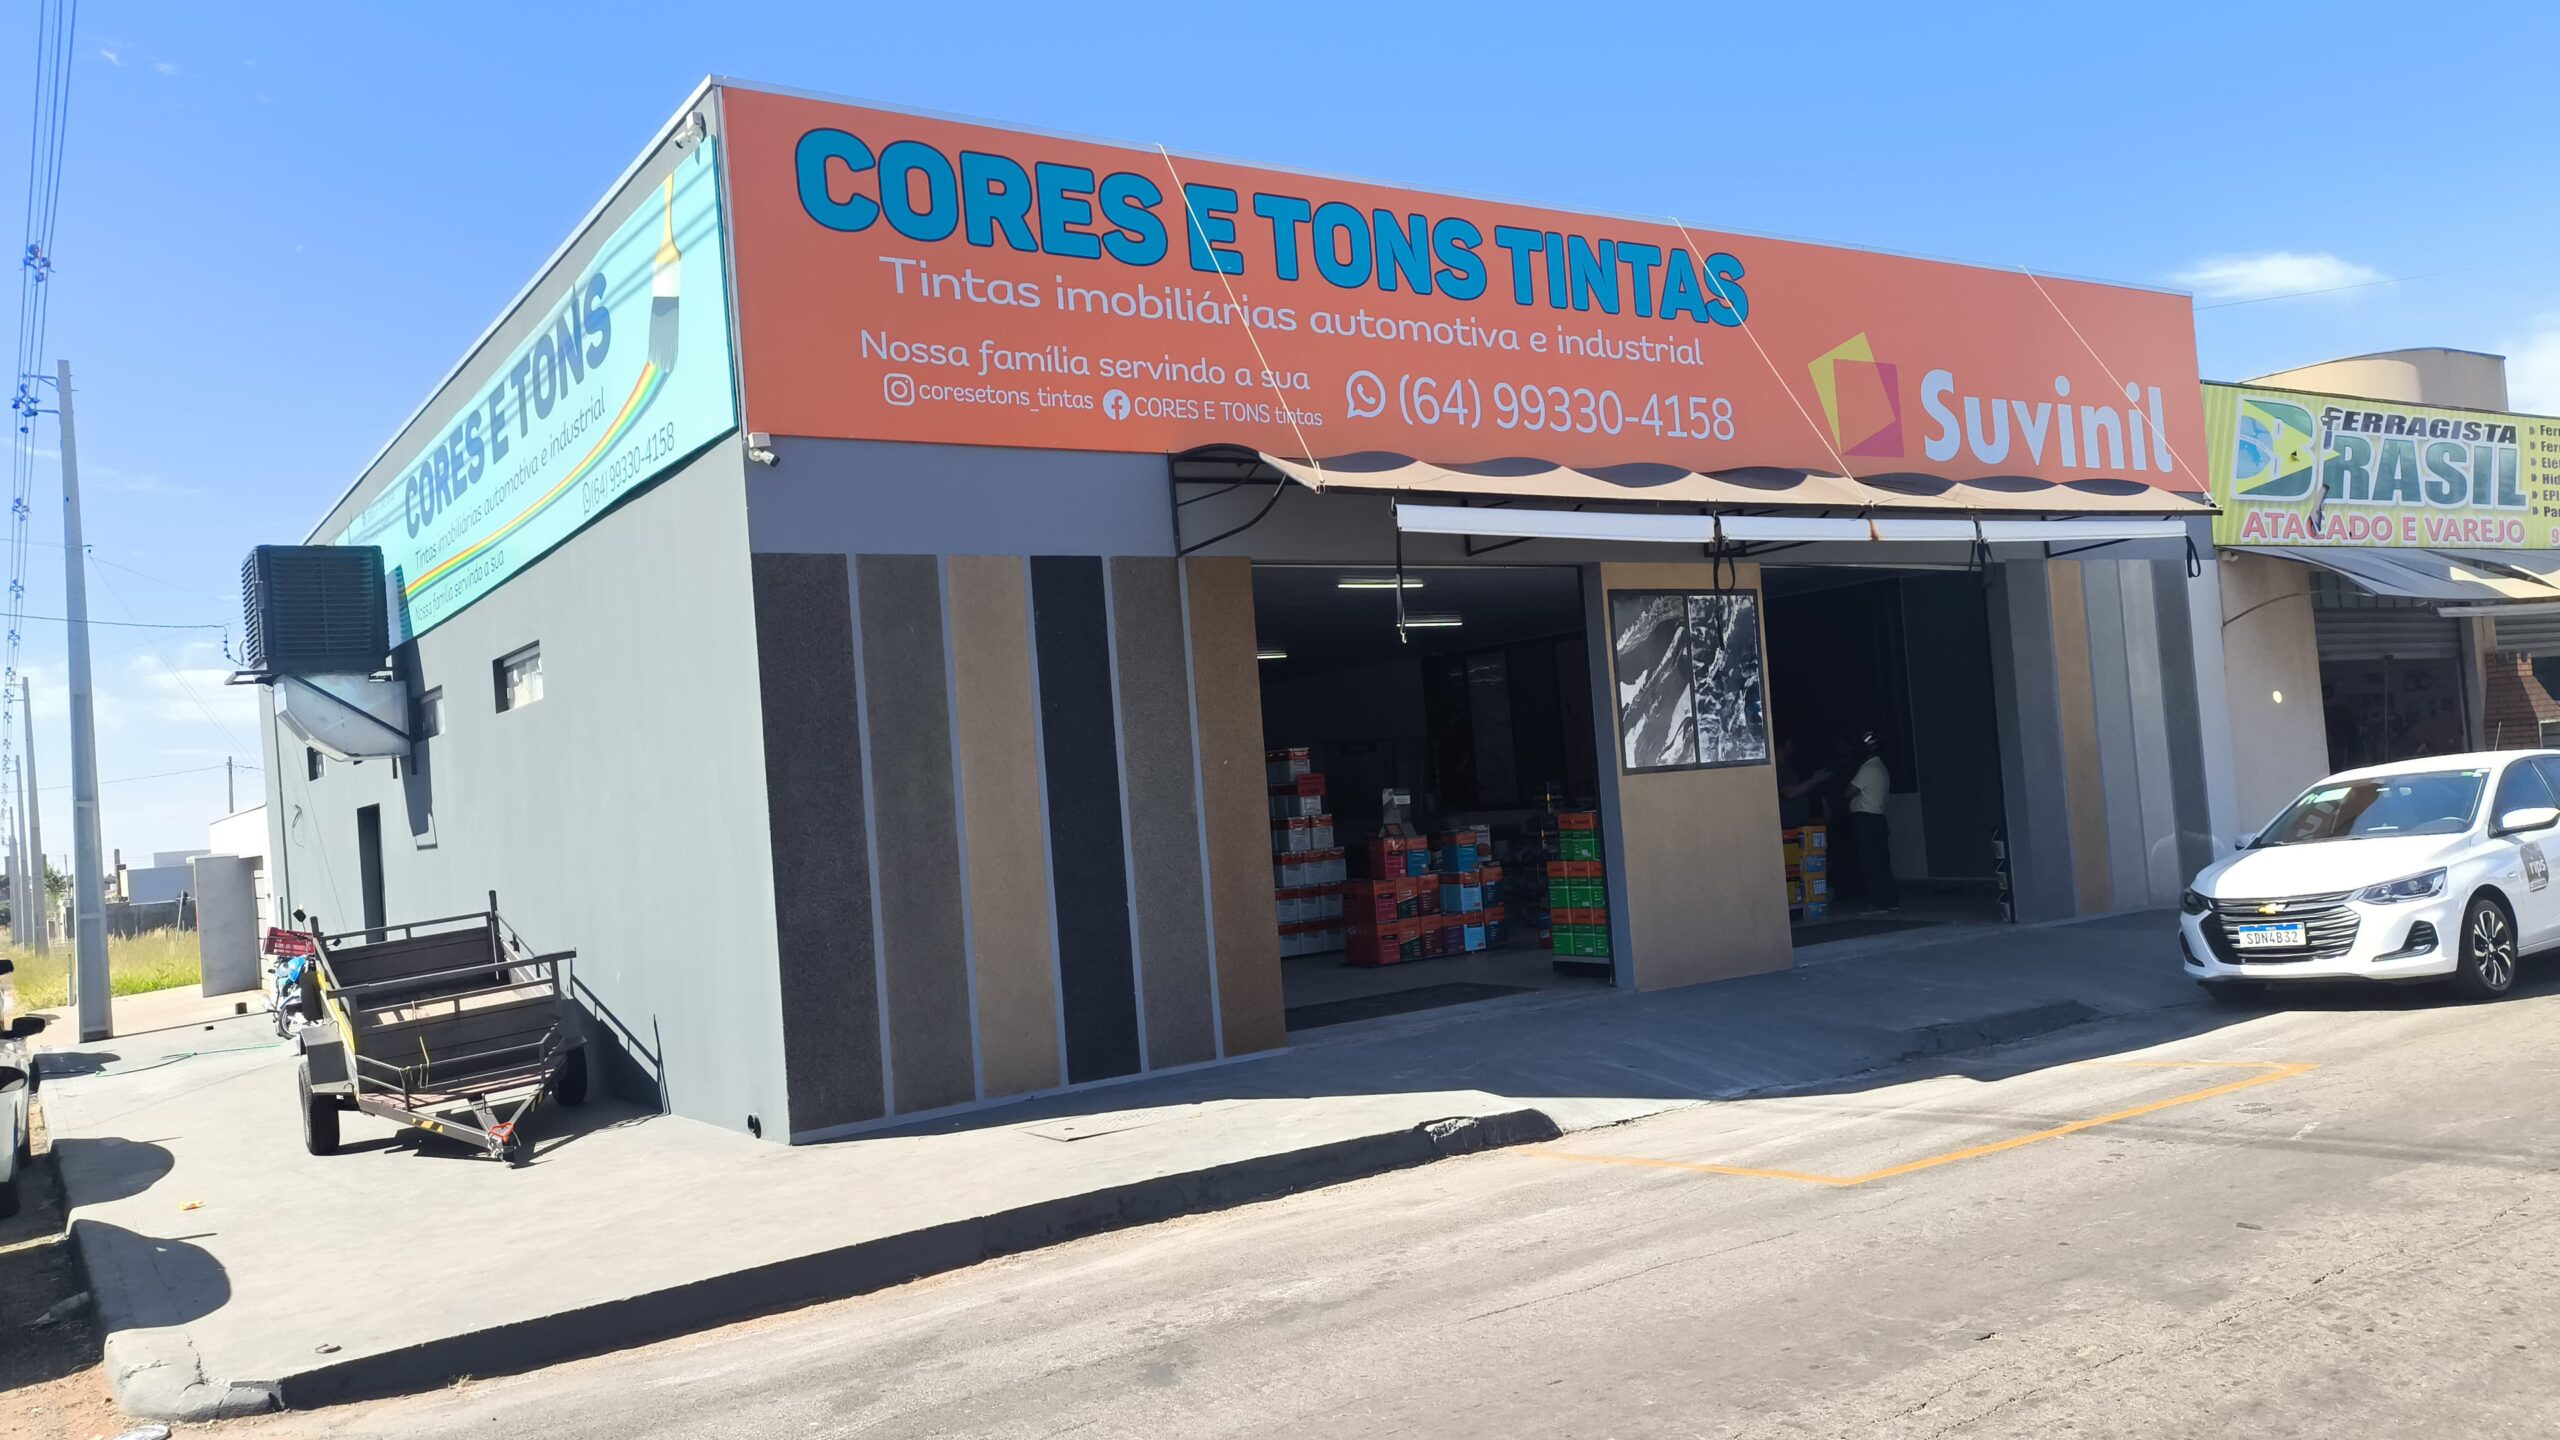 CORES E TONS TINTAS
Tintas imobiliárias automotiva e industrial
Nossa família servindo a sua
coresetons_tintas CORES E TONS tintas (64) 99330-4158
Suvinil
CORES E TONS
Tintas imobiliárias automotiva e industrial
(64) 99330-4158
Nossa família servindo a sua
FERRAGISTA
BRASIL
ATACADO E VAREJO
SDN4B32